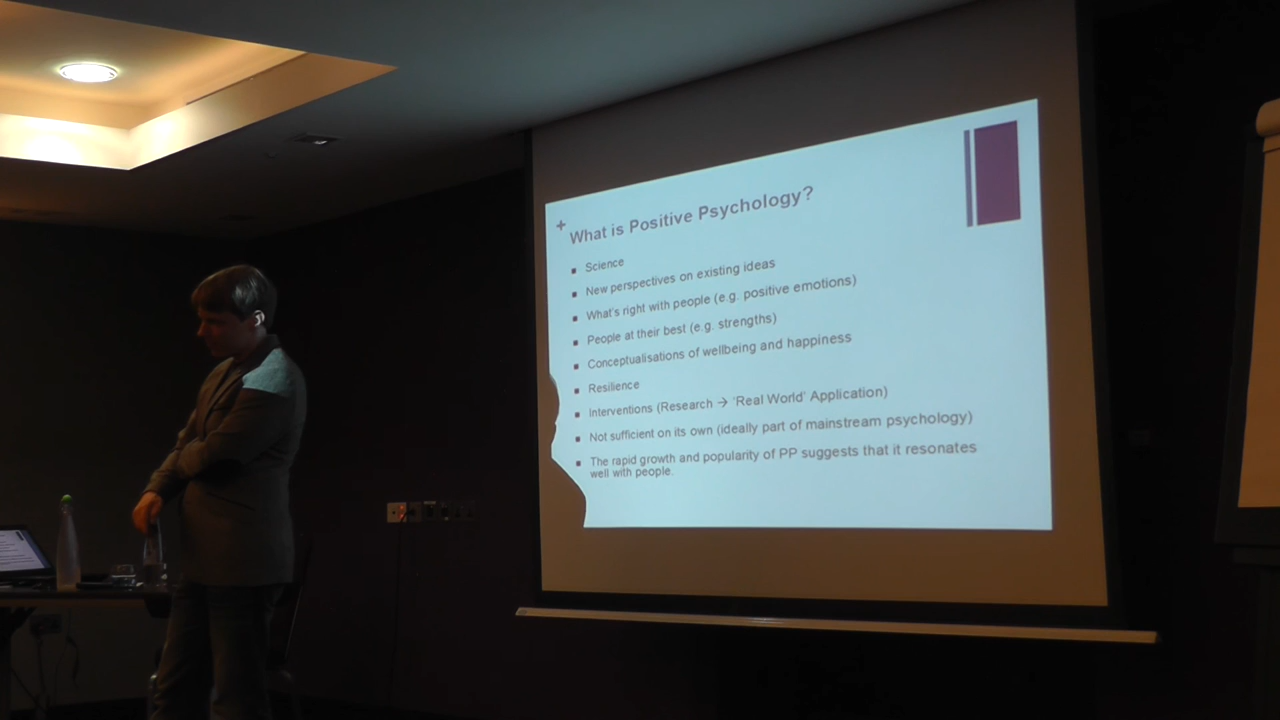 +
What is Positive Psychology?
▪ Science
▪ New perspectives on existing ideas
▪ What's right with people (e.g. positive emotions)
▪ People at their best (e.g. strengths)
▪ Conceptualisations of wellbeing and happiness
▪ Resilience
▪ Interventions (Research → 'Real World' Application)
▪ Not sufficient on its own (ideally part of mainstream psychology)
▪ The rapid growth and popularity of PP suggests that it resonates
well with people.